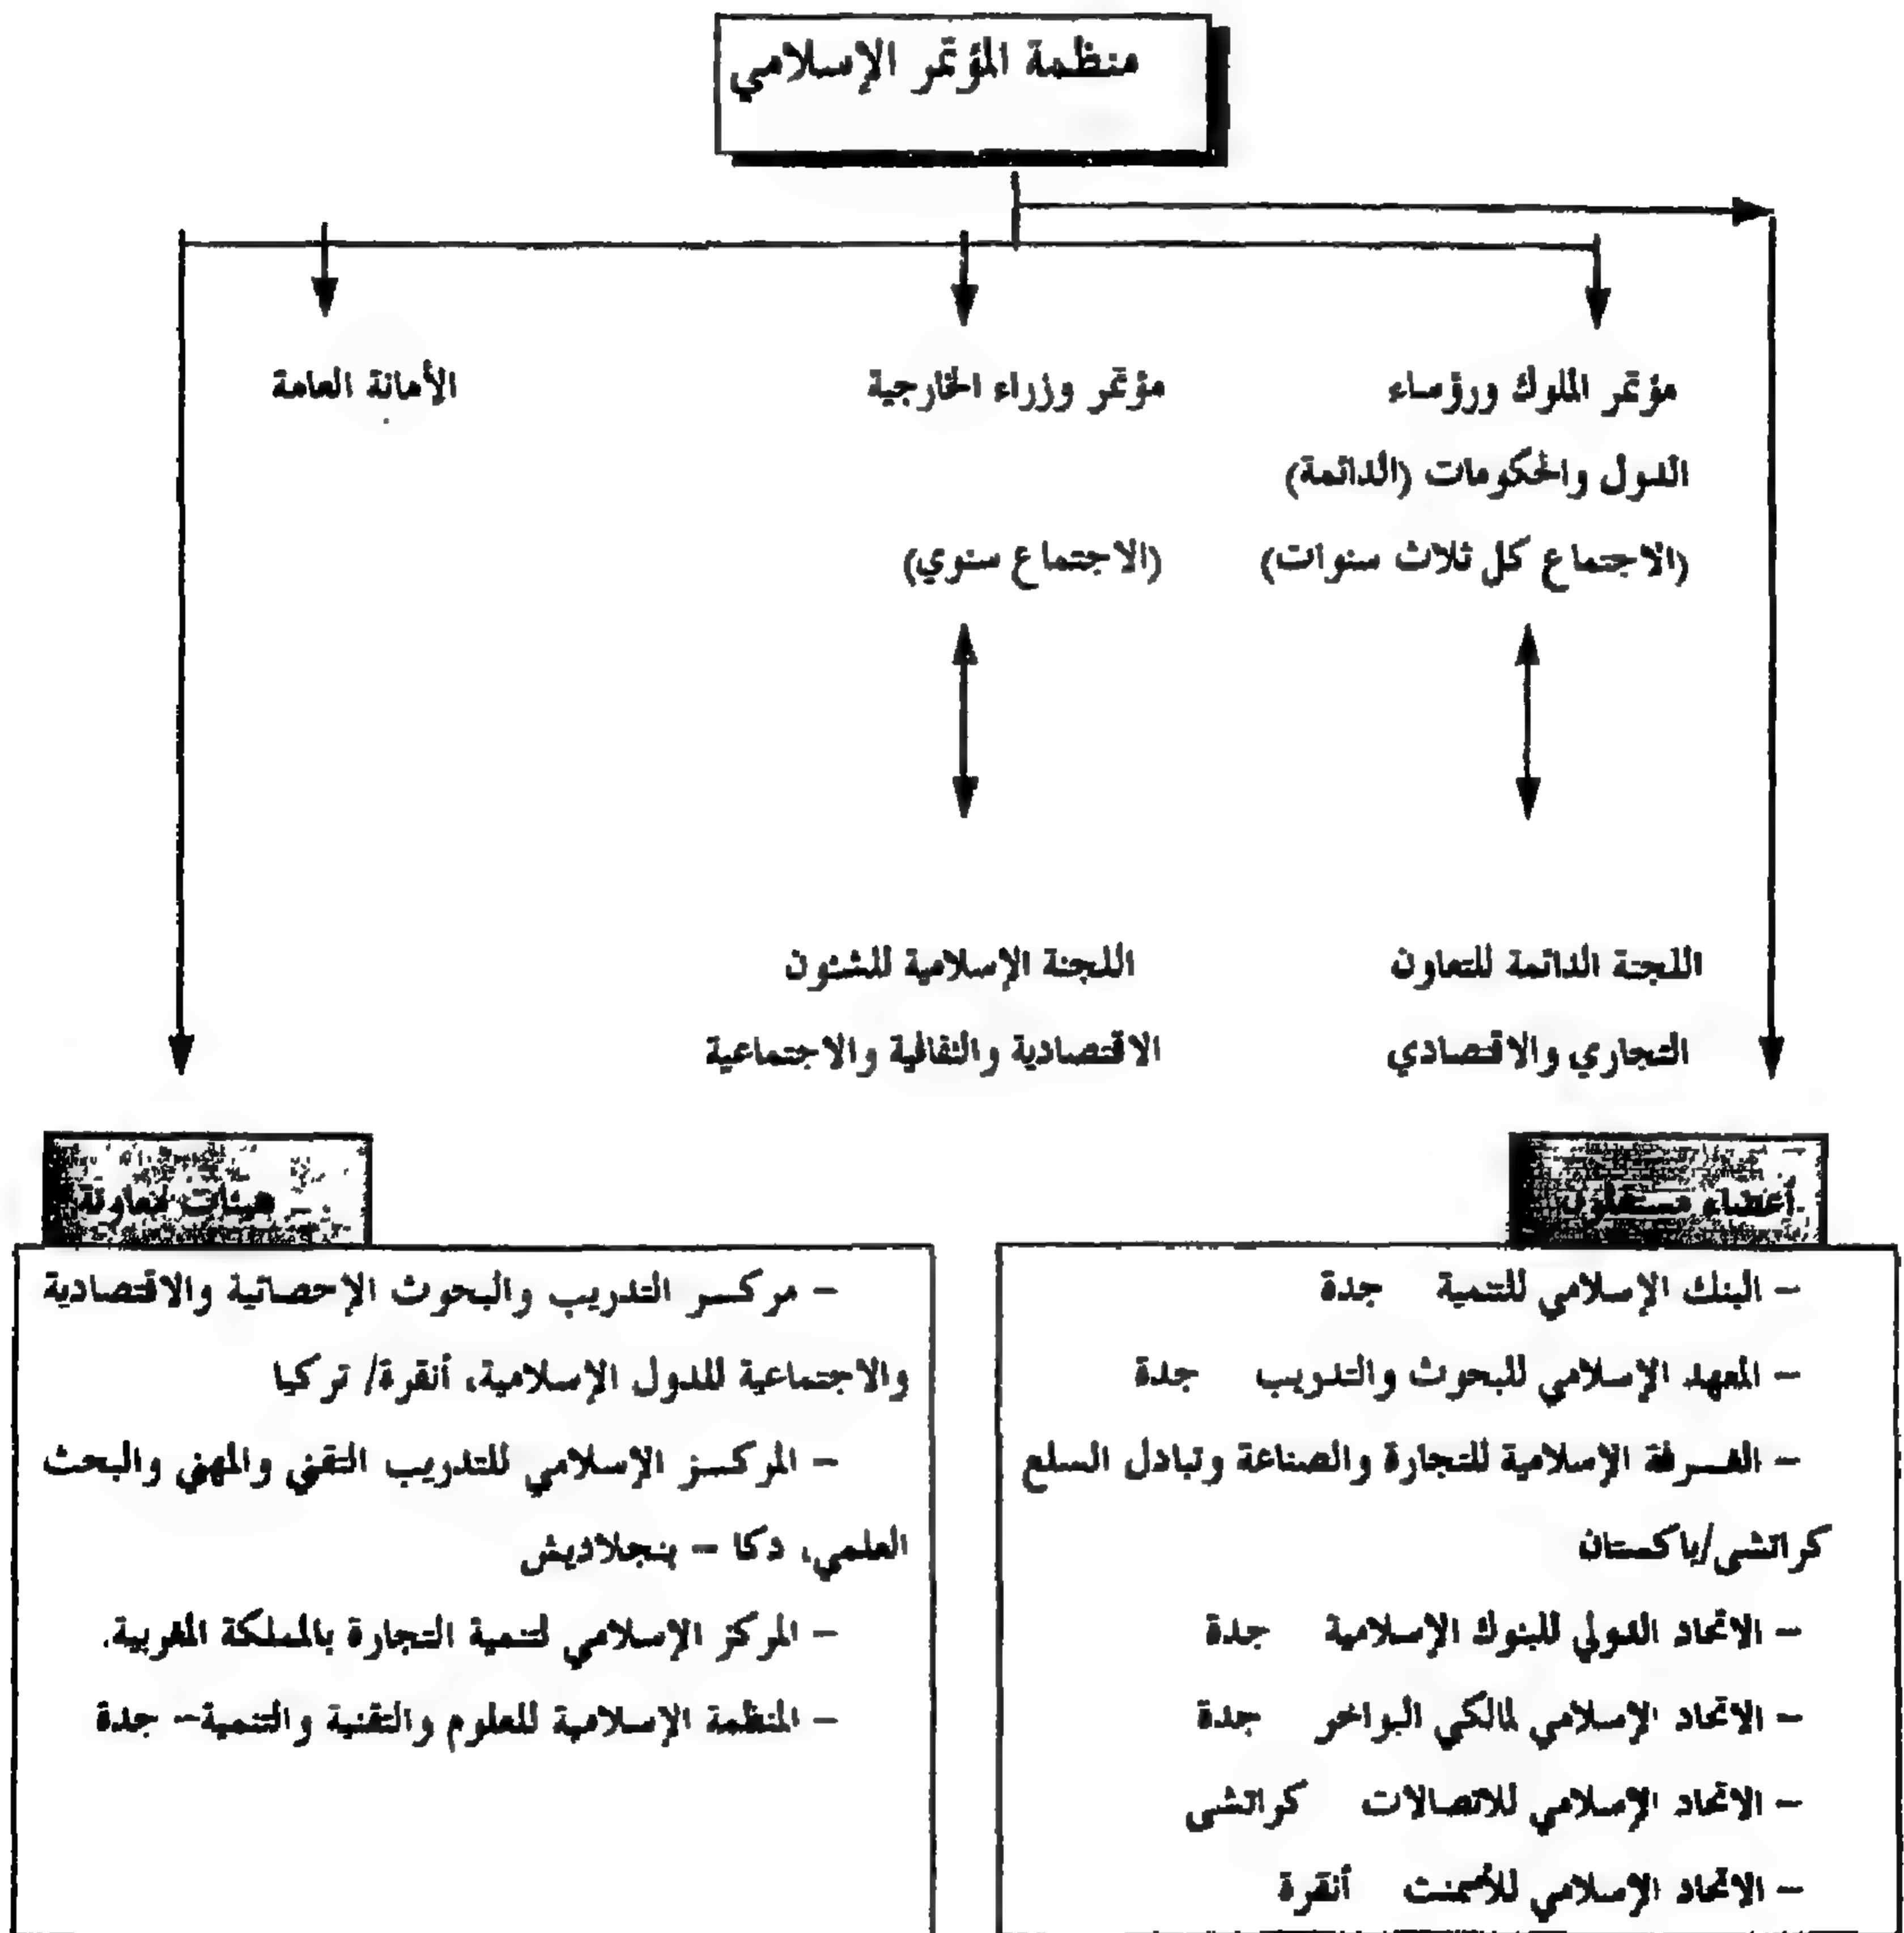 منظمة المؤتمر الإسلامي
مؤتمر الملوك ورؤساء
الدول والحكومات (الدائمة)
(الاجتماع كل ثلاث سنوات)
مؤتمر وزراء الخارجية
(الاجتماع سنوي)
الأمانة العامة
اللجنة الدائمة للتعاون
التجاري والاقتصادي
اللجنة الإسلامية للشئون
الاقتصادية والثقافية والاجتماعية
أعضاء مستقلون
– البنك الإسلامي للتنمية جدة
– المعهد الإسلامي للبحوث والتدريب جدة
– الغرفة الإسلامية للتجارة والصناعة وتبادل السلع
كراتشى/باكستان
– الاتحاد الدولي للبنوك الإسلامية جدة
– الاتحاد الإسلامي لمالكي البواخر جدة
– الاتحاد الإسلامي للاتصالات كراتشى
– الاتحاد الإسلامي للأسمنت أنقرة
هيئات متعاونة
– مركز التدريب والبحوث الإحصائية والاقتصادية
والاجتماعية للدول الإسلامية، أنقرة/ تركيا
– المركز الإسلامي للتدريب التقني والمهني والبحث
العلمي، دكا – بنجلاديش
– المركز الإسلامي لتنمية التجارة بالمملكة المغربية.
– المنظمة الإسلامية للعلوم والتقنية والتنمية– جدة